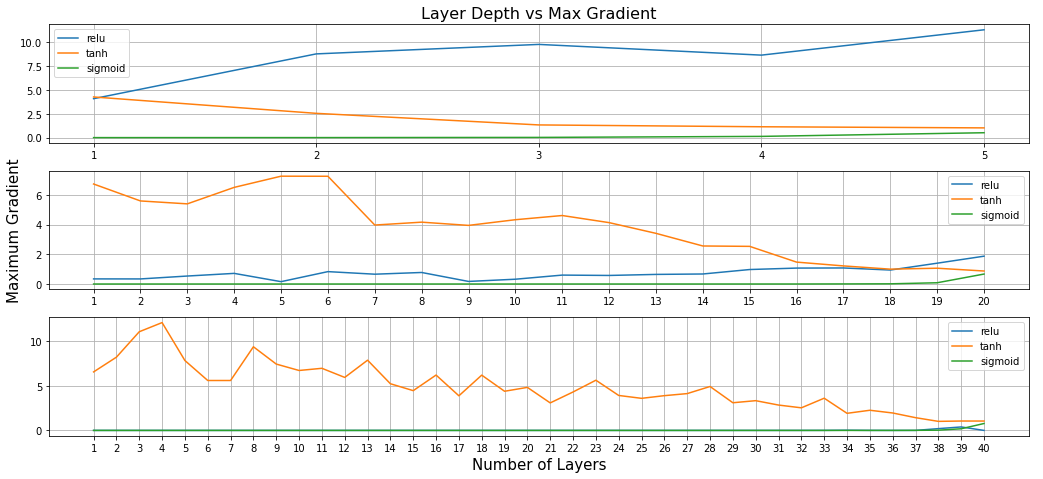 Layer Depth vs Max Gradient
relu
tanh
sigmoid
10.0
7.5
5.0
2.5
0.0
1 2 3 4 5
Maximum Gradient
relu
tanh
sigmoid
6
4
2
0
1 2 3 4 5 6 7 8 9 10 11 12 13 14 15 16 17 18 19 20
relu
tanh
sigmoid
10
5
0
1 2 3 4 5 6 7 8 9 10 11 12 13 14 15 16 17 18 19 20 21 22 23 24 25 26 27 28 29 30 31 32 33 34 35 36 37 38 39 40
Number of Layers